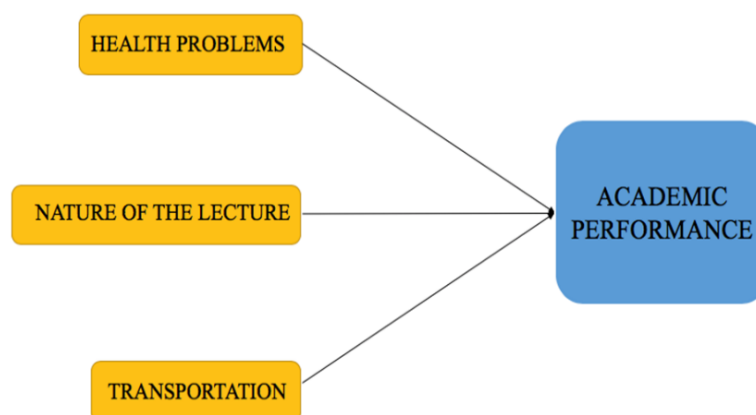 HEALTH PROBLEMS
NATURE OF THE LECTURE
ACADEMIC
PERFORMANCE
TRANSPORTATION